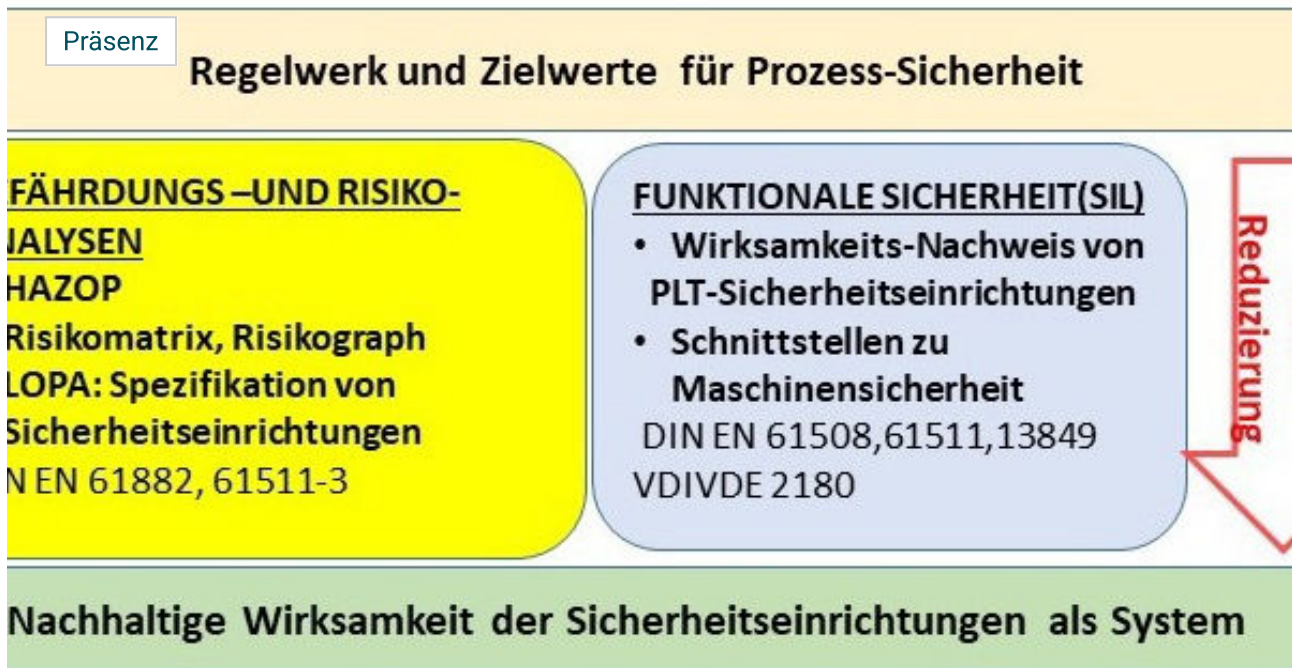 Präsenz
Regelwerk und Zielwerte für Prozess-Sicherheit
FÄHRDUNGS –UND RISIKO-
NALYSEN
HAZOP
Risikomatrix, Risikograph
LOPA: Spezifikation von
Sicherheitseinrichtungen
N EN 61882, 61511-3
FUNKTIONALE SICHERHEIT(SIL)
• Wirksamkeits-Nachweis von
PLT-Sicherheitseinrichtungen
• Schnittstellen zu
Maschinensicherheit
DIN EN 61508,61511,13849
VDIVDE 2180
Reduzierung
Nachhaltige Wirksamkeit der Sicherheitseinrichtungen als System